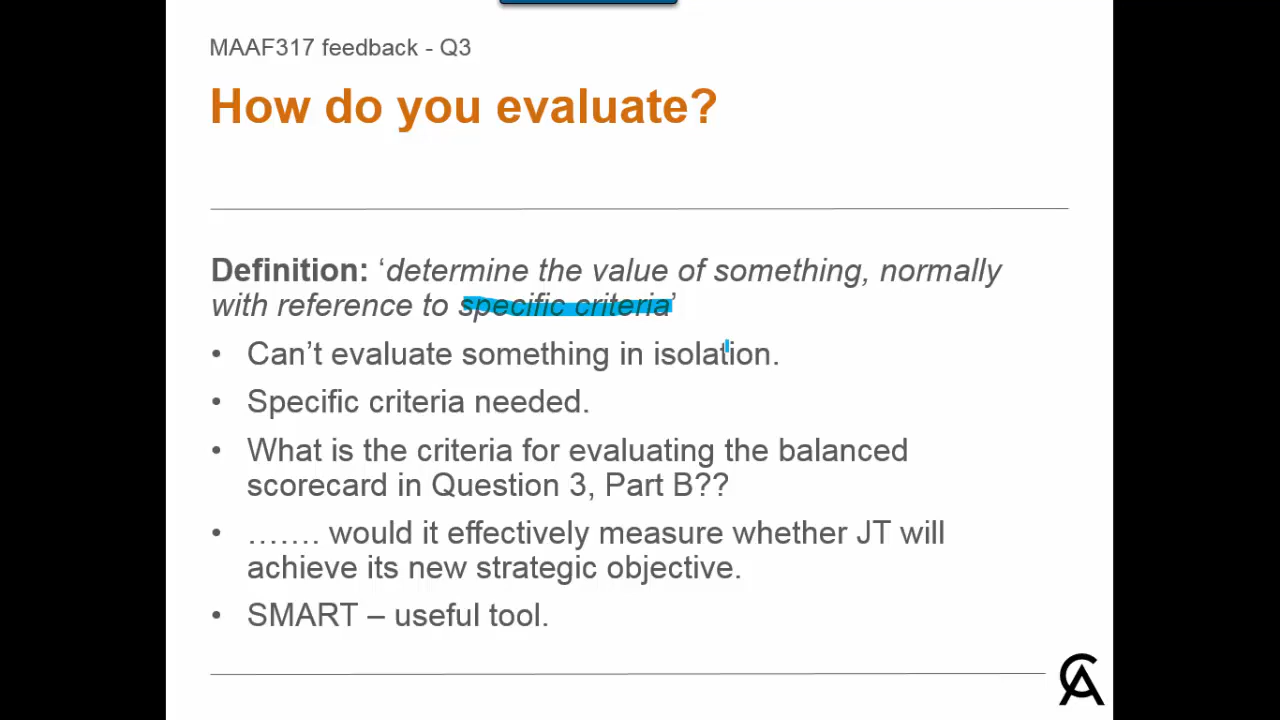 MAAF317 feedback - Q3
How do you evaluate?
Definition: ‘determine the value of something, normally
with reference to specific criteria’
• Can’t evaluate something in isolation.
• Specific criteria needed.
• What is the criteria for evaluating the balanced
scorecard in Question 3, Part B??
• ……. would it effectively measure whether JT will
achieve its new strategic objective.
• SMART – useful tool.
CA